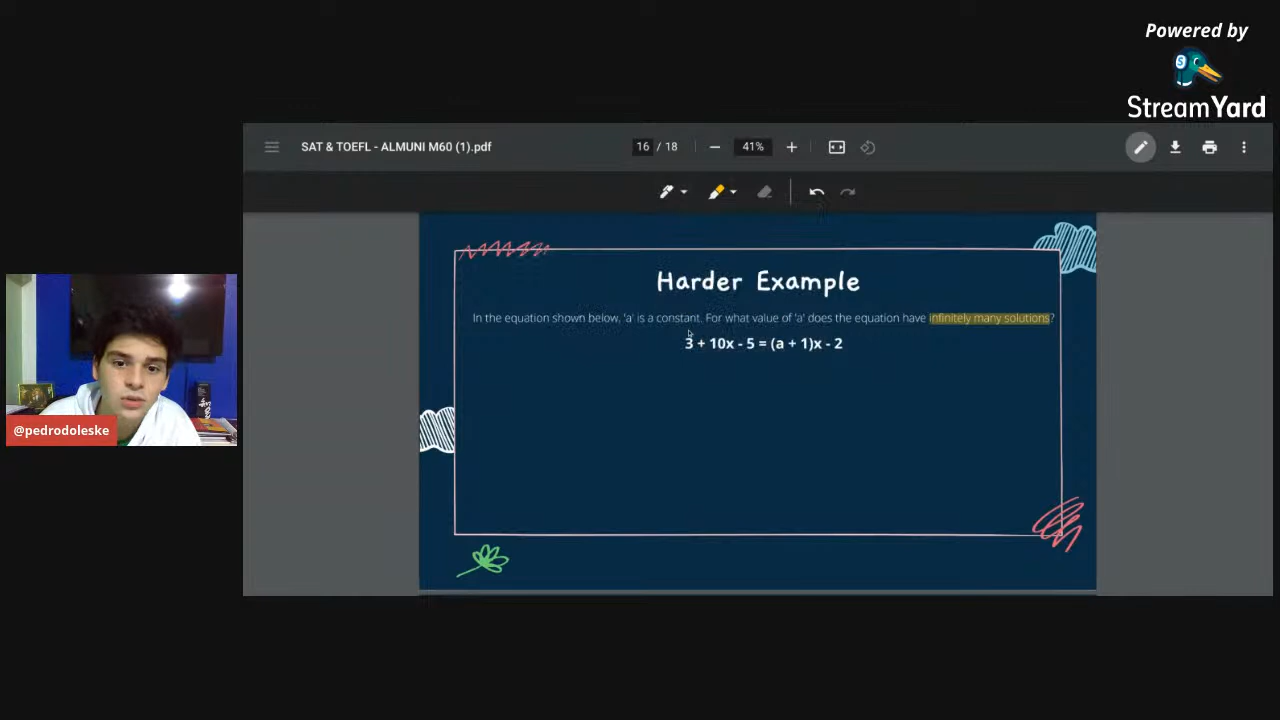 Powered by
StreamYard
SAT & TOEFL - ALMUNI M60 (1).pdf
16 / 18
41%
Harder Example
In the equation shown below, 'a' is a constant. For what value of 'a' does the equation have infinitely many solutions?
3 + 10x - 5 = (a + 1)x - 2
@pedrodoleske